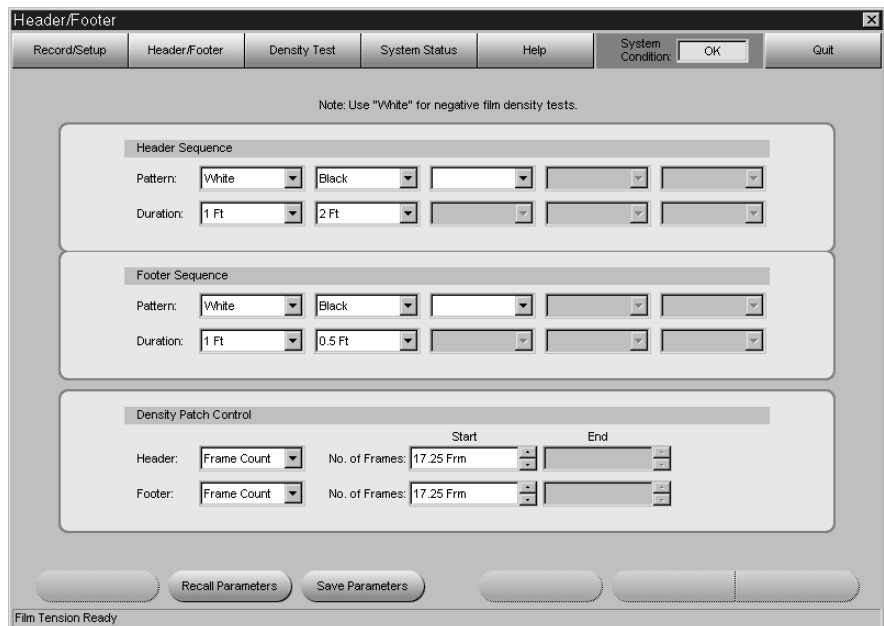 Header/Footer
Record/Setup Header/Footer Density Test System Status Help System Condition: OK Quit
Note: Use "White" for negative film density tests.
Header Sequence
Pattern: White Black
Duration: 1 Ft 2 Ft
Footer Sequence
Pattern: White Black
Duration: 1 Ft 0.5 Ft
Density Patch Control
Start End
Header: Frame Count No. of Frames: 17.25 Frm
Footer: Frame Count No. of Frames: 17.25 Frm
Recall Parameters Save Parameters
Film Tension Ready